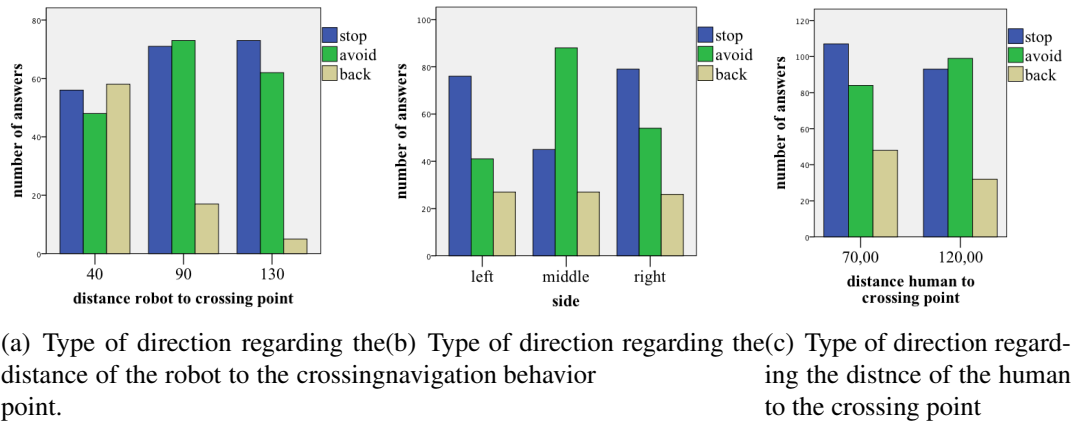 80
60
40
20
0
number of answers
40 90 130
distance robot to crossing point
stop
avoid
back
100
80
60
40
20
0
number of answers
left middle right
side
stop
avoid
back
120
100
80
60
40
20
0
number of answers
70,00 120,00
distance human to
crossing point
stop
avoid
back
(a) Type of direction regarding the
distance of the robot to the crossing
point.
(b) Type of direction regarding the
navigation behavior
(c) Type of direction regard-
ing the distnce of the human
to the crossing point